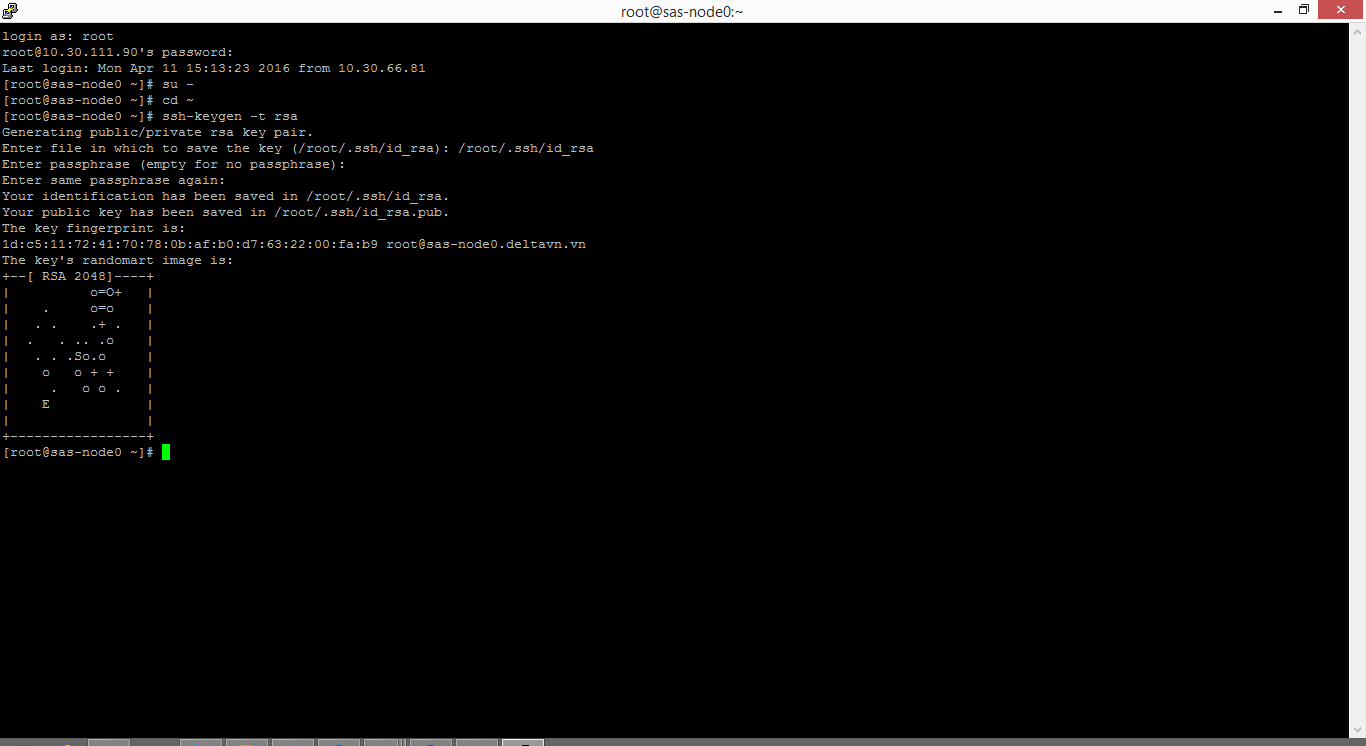 root@sas-node0:~
login as: root
root@10.30.111.90's password:
Last login: Mon Apr 11 15:13:23 2016 from 10.30.66.81
[root@sas-node0 ~]# su -
[root@sas-node0 ~]# cd ~
[root@sas-node0 ~]# ssh-keygen -t rsa
Generating public/private rsa key pair.
Enter file in which to save the key (/root/.ssh/id_rsa): /root/.ssh/id_rsa
Enter passphrase (empty for no passphrase):
Enter same passphrase again:
Your identification has been saved in /root/.ssh/id_rsa.
Your public key has been saved in /root/.ssh/id_rsa.pub.
The key fingerprint is:
1d:c5:11:72:41:70:78:0b:af:b0:d7:63:22:00:fa:b9 root@sas-node0.deltavn.vn
The key's randomart image is:
+--[ RSA 2048]----+
|          o=O+   |
|    .     o=o    |
|   . .    .+ .   |
|  .   . .. .o    |
|   . . .So.o     |
|    o   o + +    |
|     .   o o .   |
|    E            |
|                 |
+-----------------+
[root@sas-node0 ~]#